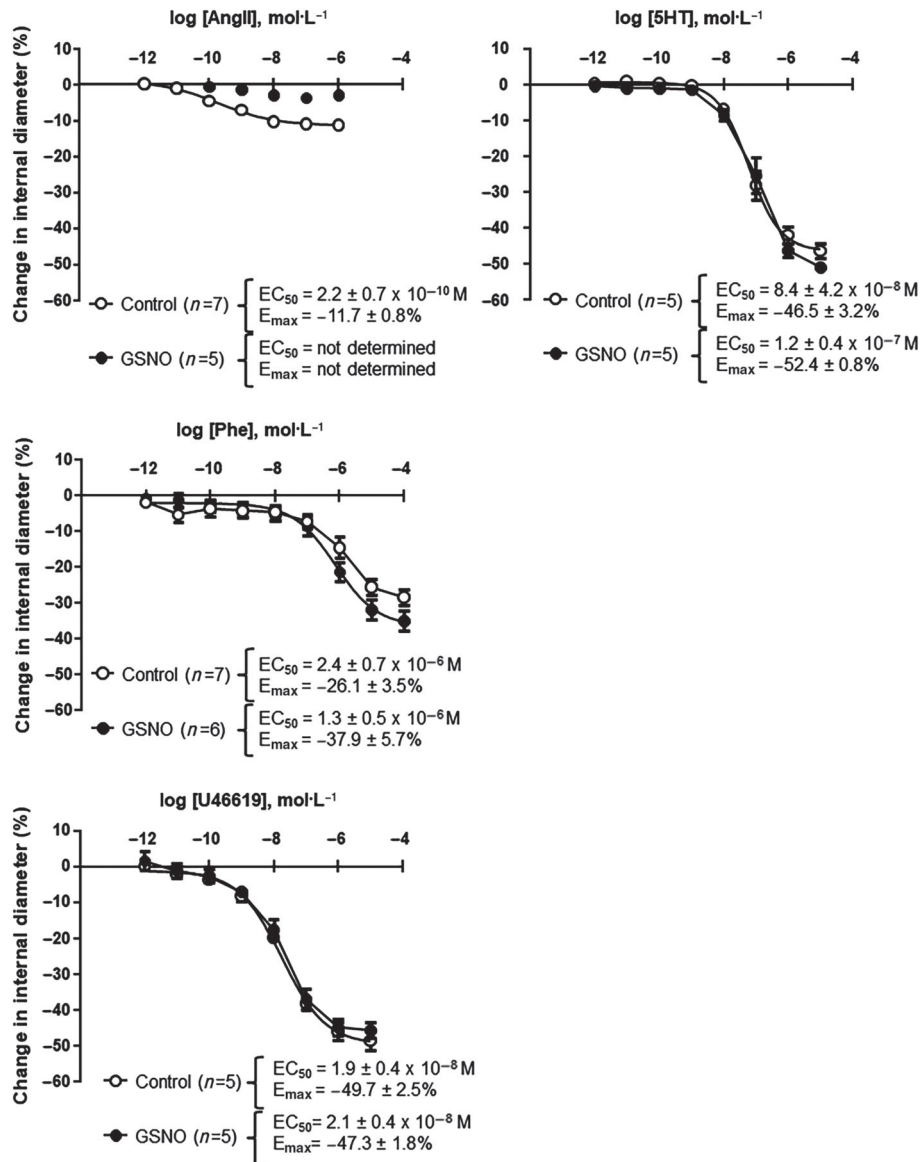 log [AngII], mol·L⁻¹
−12 −10 −8 −6 −4
10
0
−10
−20
−30
−40
−50
−60
Change in internal diameter (%)
Control (n=7)
EC₅₀ = 2.2 ± 0.7 x 10⁻¹⁰ M
Eₘₐₓ = −11.7 ± 0.8%
GSNO (n=5)
EC₅₀ = not determined
Eₘₐₓ = not determined
log [5HT], mol·L⁻¹
−12 −10 −8 −6 −4
10
0
−10
−20
−30
−40
−50
−60
Control (n=5)
EC₅₀ = 8.4 ± 4.2 x 10⁻⁸ M
Eₘₐₓ = −46.5 ± 3.2%
GSNO (n=5)
EC₅₀ = 1.2 ± 0.4 x 10⁻⁷ M
Eₘₐₓ = −52.4 ± 0.8%
log [Phe], mol·L⁻¹
−12 −10 −8 −6 −4
10
0
−10
−20
−30
−40
−50
−60
Change in internal diameter (%)
Control (n=7)
EC₅₀ = 2.4 ± 0.7 x 10⁻⁶ M
Eₘₐₓ = −26.1 ± 3.5%
GSNO (n=6)
EC₅₀ = 1.3 ± 0.5 x 10⁻⁶ M
Eₘₐₓ = −37.9 ± 5.7%
log [U46619], mol·L⁻¹
−12 −10 −8 −6 −4
10
0
−10
−20
−30
−40
−50
−60
Change in internal diameter (%)
Control (n=5)
EC₅₀ = 1.9 ± 0.4 x 10⁻⁸ M
Eₘₐₓ = −49.7 ± 2.5%
GSNO (n=5)
EC₅₀= 2.1 ± 0.4 x 10⁻⁸ M
Eₘₐₓ= −47.3 ± 1.8%